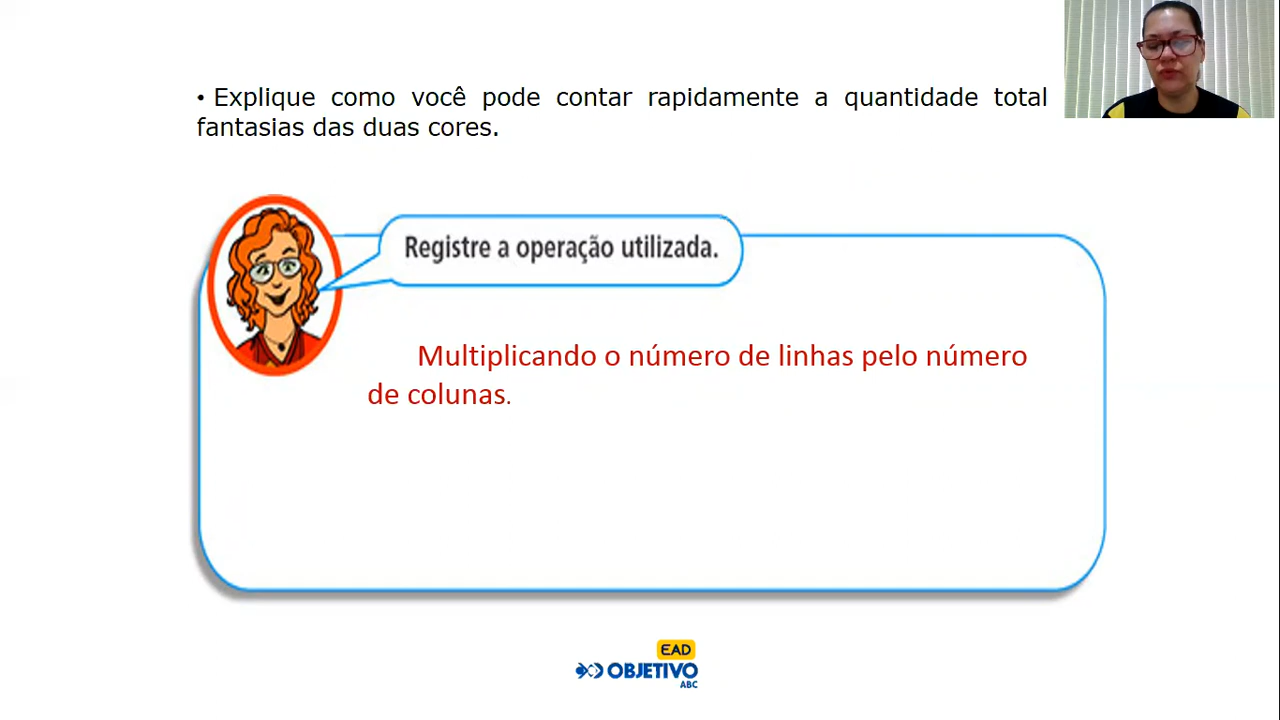 • Explique como você pode contar rapidamente a quantidade total
fantasias das duas cores.
Registre a operação utilizada.
Multiplicando o número de linhas pelo número
de colunas.
EAD
OBJETIVO
ABC